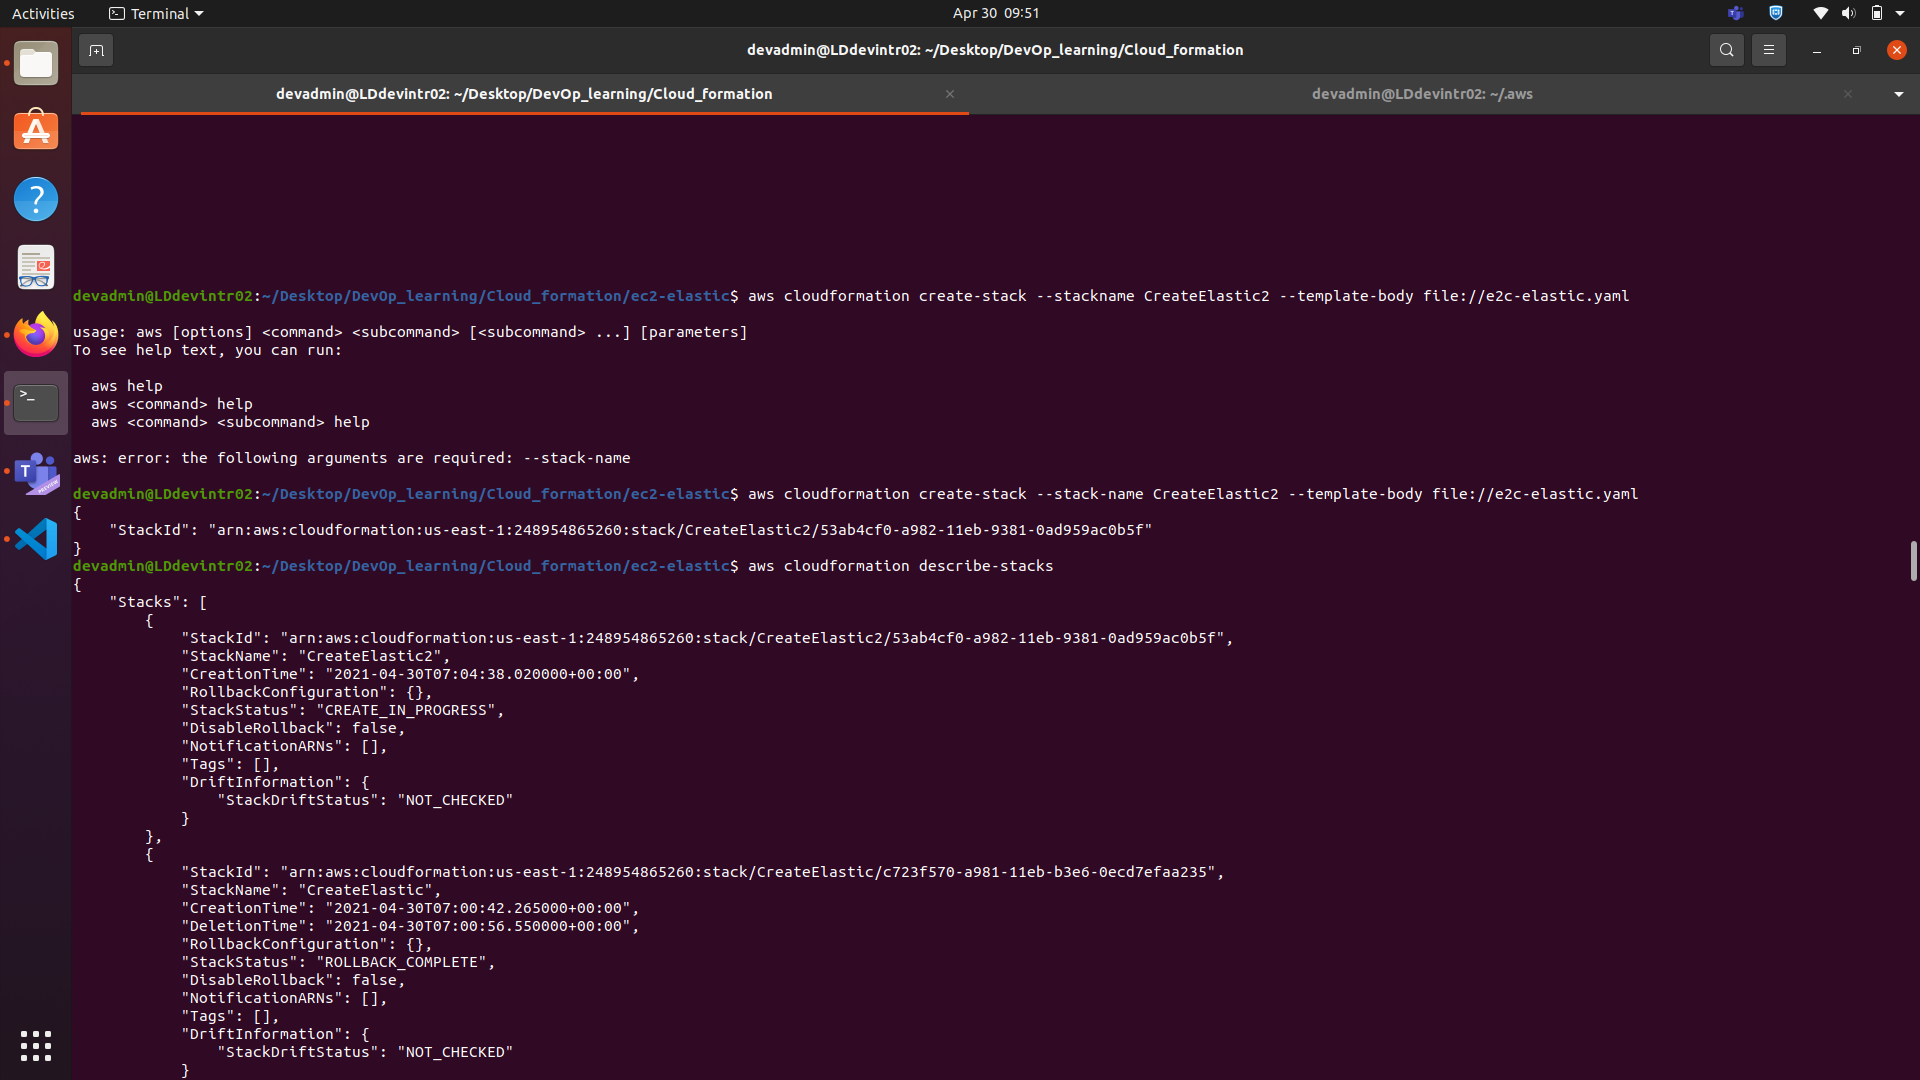 Activities
Terminal
Apr 30 09:51
devadmin@LDdevintr02: ~/Desktop/DevOp_learning/Cloud_formation
devadmin@LDdevintr02: ~/Desktop/DevOp_learning/Cloud_formation
devadmin@LDdevintr02: ~/.aws
devadmin@LDdevintr02:~/Desktop/DevOp_learning/Cloud_formation/ec2-elastic$ aws cloudformation create-stack --stackname CreateElastic2 --template-body file://e2c-elastic.yaml
usage: aws [options] <command> <subcommand> [<subcommand> ...] [parameters]
To see help text, you can run:
  aws help
  aws <command> help
  aws <command> <subcommand> help
aws: error: the following arguments are required: --stack-name
devadmin@LDdevintr02:~/Desktop/DevOp_learning/Cloud_formation/ec2-elastic$ aws cloudformation create-stack --stack-name CreateElastic2 --template-body file://e2c-elastic.yaml
{
    "StackId": "arn:aws:cloudformation:us-east-1:248954865260:stack/CreateElastic2/53ab4cf0-a982-11eb-9381-0ad959ac0b5f"
}
devadmin@LDdevintr02:~/Desktop/DevOp_learning/Cloud_formation/ec2-elastic$ aws cloudformation describe-stacks
{
    "Stacks": [
        {
            "StackId": "arn:aws:cloudformation:us-east-1:248954865260:stack/CreateElastic2/53ab4cf0-a982-11eb-9381-0ad959ac0b5f",
            "StackName": "CreateElastic2",
            "CreationTime": "2021-04-30T07:04:38.020000+00:00",
            "RollbackConfiguration": {},
            "StackStatus": "CREATE_IN_PROGRESS",
            "DisableRollback": false,
            "NotificationARNs": [],
            "Tags": [],
            "DriftInformation": {
                "StackDriftStatus": "NOT_CHECKED"
            }
        },
        {
            "StackId": "arn:aws:cloudformation:us-east-1:248954865260:stack/CreateElastic/c723f570-a981-11eb-b3e6-0ecd7efaa235",
            "StackName": "CreateElastic",
            "CreationTime": "2021-04-30T07:00:42.265000+00:00",
            "DeletionTime": "2021-04-30T07:00:56.550000+00:00",
            "RollbackConfiguration": {},
            "StackStatus": "ROLLBACK_COMPLETE",
            "DisableRollback": false,
            "NotificationARNs": [],
            "Tags": [],
            "DriftInformation": {
                "StackDriftStatus": "NOT_CHECKED"
            }